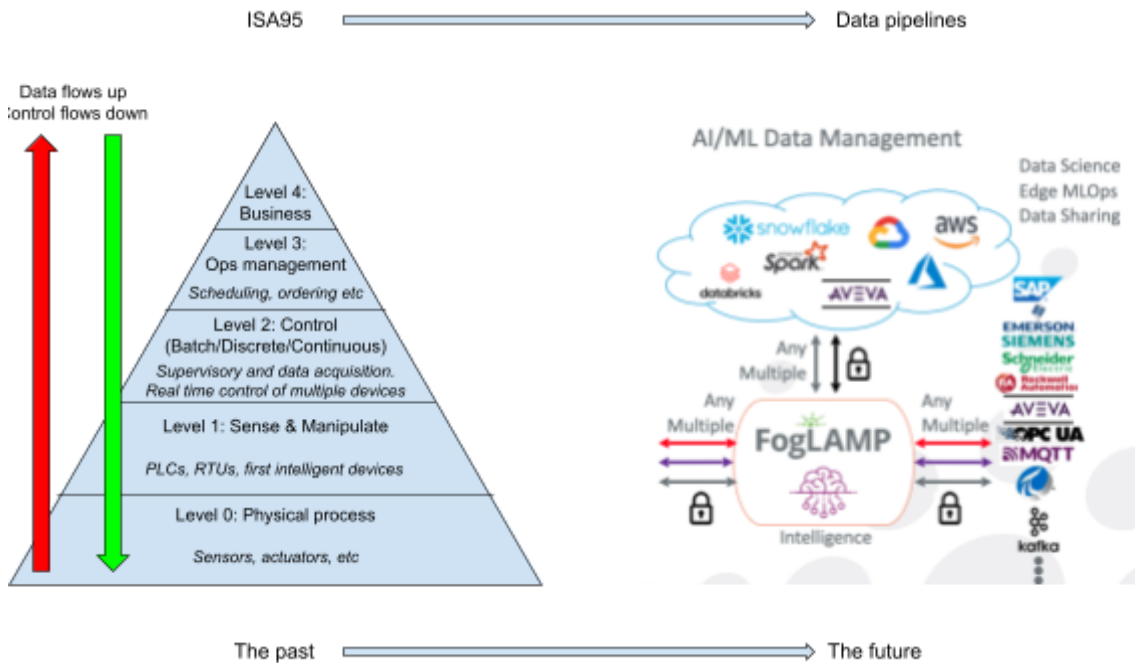 ISA95
Data pipelines
Data flows up
Control flows down
Level 4:
Business
Level 3:
Ops management
Scheduling, ordering etc
Level 2: Control
(Batch/Discrete/Continuous)
Supervisory and data acquisition.
Real time control of multiple devices
Level 1: Sense & Manipulate
PLCs, RTUs, first intelligent devices
Level 0: Physical process
Sensors, actuators, etc
AI/ML Data Management
Data Science
Edge MLOps
Data Sharing
snowflake
aws
Spark
databricks
AVEVA
Any
Multiple
Any
Multiple
FogLAMP
Intelligence
Any
Multiple
SAP
EMERSON
SIEMENS
Schneider
Electric
Rockwell
Automation
AVEVA
OPC UA
MQTT
kafka
The past
The future